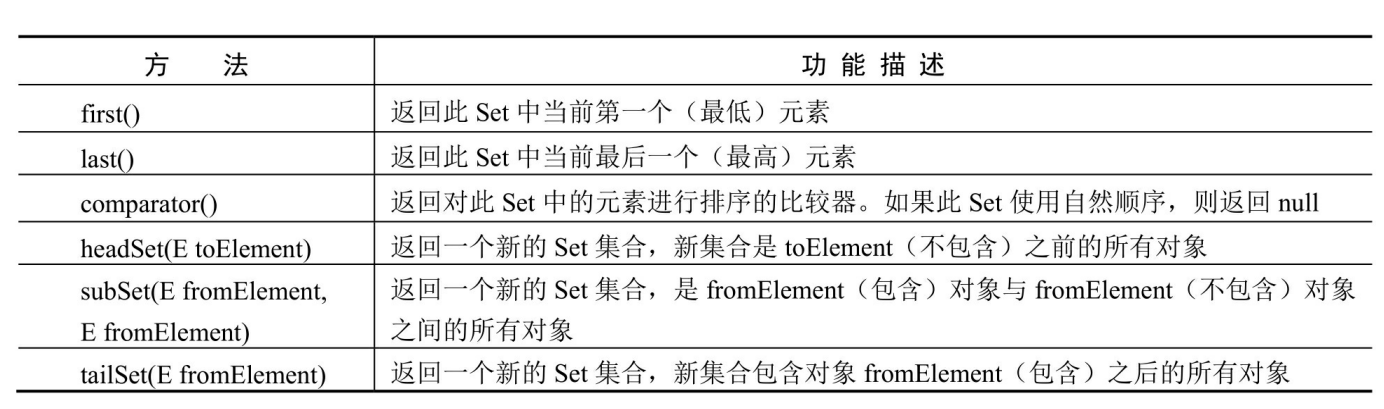 方 法 功 能 描 述
first() 返回此 Set 中当前第一个（最低）元素
last() 返回此 Set 中当前最后一个（最高）元素
comparator() 返回对此 Set 中的元素进行排序的比较器。如果此 Set 使用自然顺序，则返回 null
headSet(E toElement) 返回一个新的 Set 集合，新集合是 toElement（不包含）之前的所有对象
subSet(E fromElement, 返回一个新的 Set 集合，是 fromElement（包含）对象与 fromElement（不包含）对象
E fromElement) 之间的所有对象
tailSet(E fromElement) 返回一个新的 Set 集合，新集合包含对象 fromElement（包含）之后的所有对象